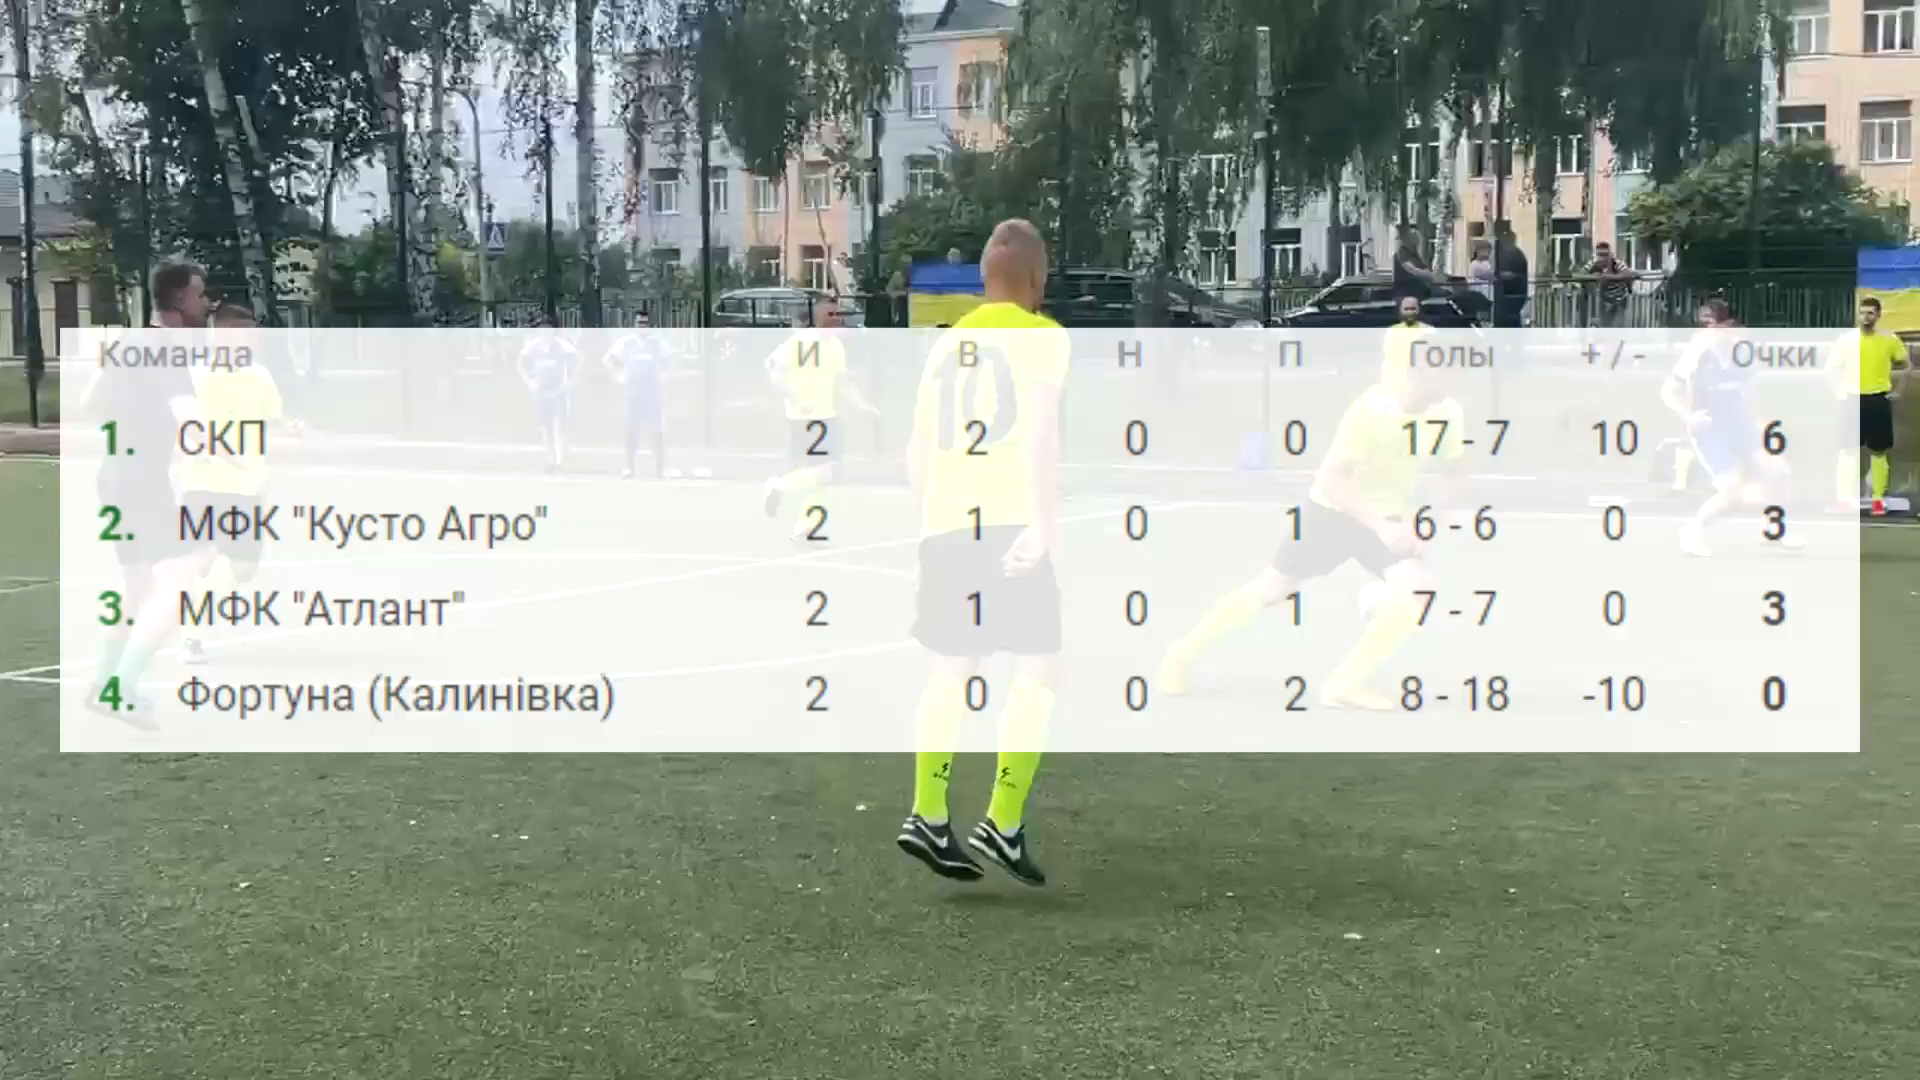 Команда И В Н П Голы + / - Очки
1. СКП 2 2 0 0 17 - 7 10 6
2. МФК "Кусто Агро" 2 1 0 1 6 - 6 0 3
3. МФК "Атлант" 2 1 0 1 7 - 7 0 3
4. Фортуна (Калинівка) 2 0 0 2 8 - 18 -10 0
10